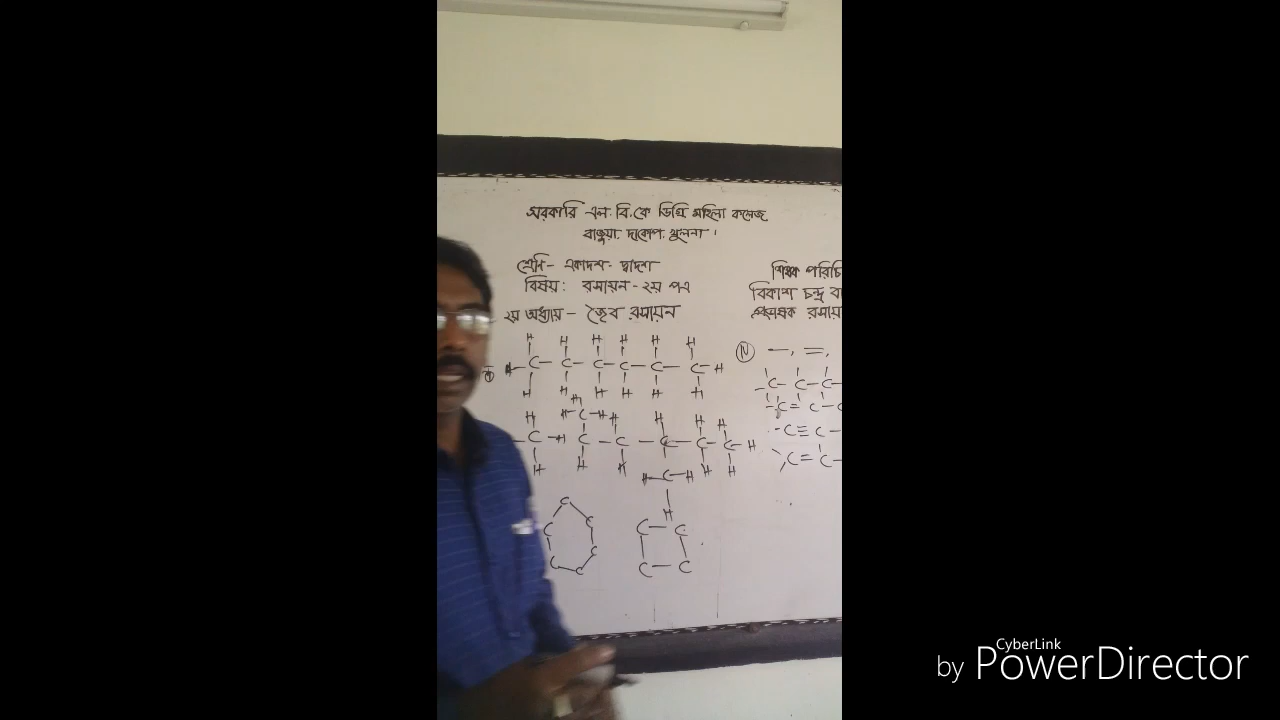 সরকারি এল. বি. কে ডিগ্রি মহিলা কলেজ
বাজুয়া. দাকোপ. খুলনা।
শ্রেনি- একাদশ- দ্বাদশ
বিষয়: রসায়ন - ২য় পত্র
২য় অধ্যায় - জৈব রসায়ন
শিক্ষক পরিচি
বিকাশ চন্দ্র বা
প্রভাষক রসায়
H H H H H H
C - C - C - C - C - C - H
H H H H H H
H
H - C - H
H H H H H
- C - H C - C - C - C - C - H
H H H H H
H - C - H
H
C
C C
C C
C
C - C
C - C
IV -, =,
- C - C - C -
- C = C - C
- C ≡ C -
C = C -
CyberLink
by PowerDirector